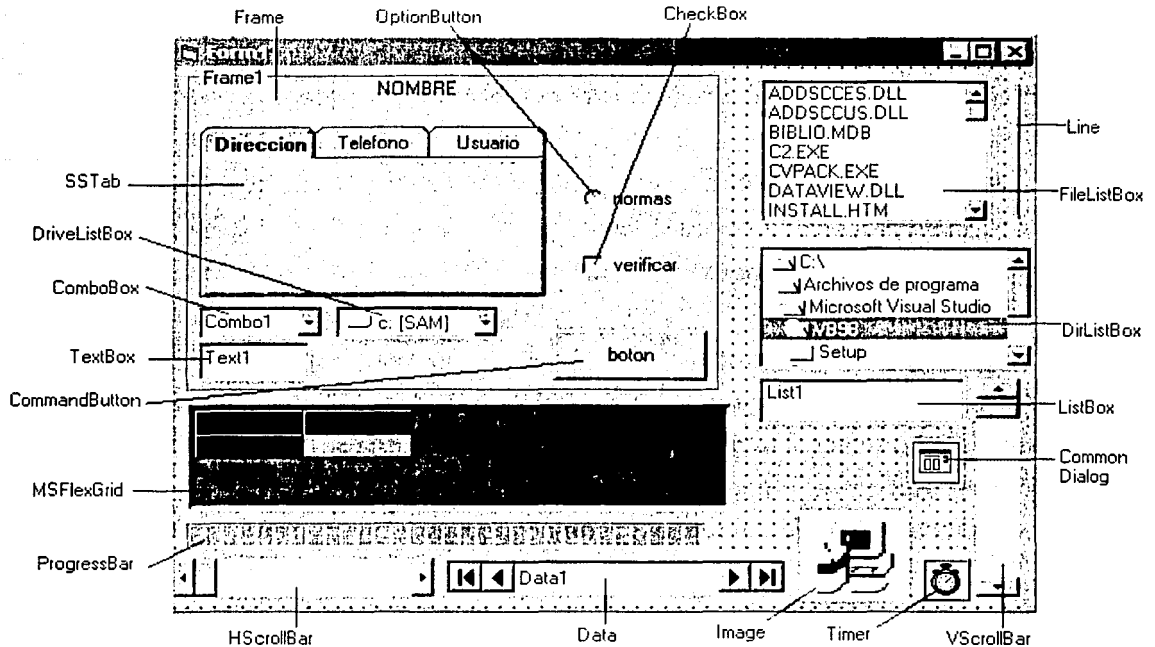 Frame
OptionButton
CheckBox
Form1
Frame1
NOMBRE
Direccion
Telefono
Usuario
normas
verificar
Combo1
c: [SAM]
Text1
boton
ADDSCCES.DLL
ADDSCCUS.DLL
BIBLIO.MDB
C2.EXE
CVPACK.EXE
DATAVIEW.DLL
INSTALL.HTM
C:\
Archivos de programa
Microsoft Visual Studio
VB98
Setup
List1
Data1
SSTab
DriveListBox
ComboBox
TextBox
CommandButton
MSFlexGrid
ProgressBar
HScrollBar
Data
Image
Timer
VScrollBar
Line
FileListBox
DirListBox
ListBox
Common
Dialog